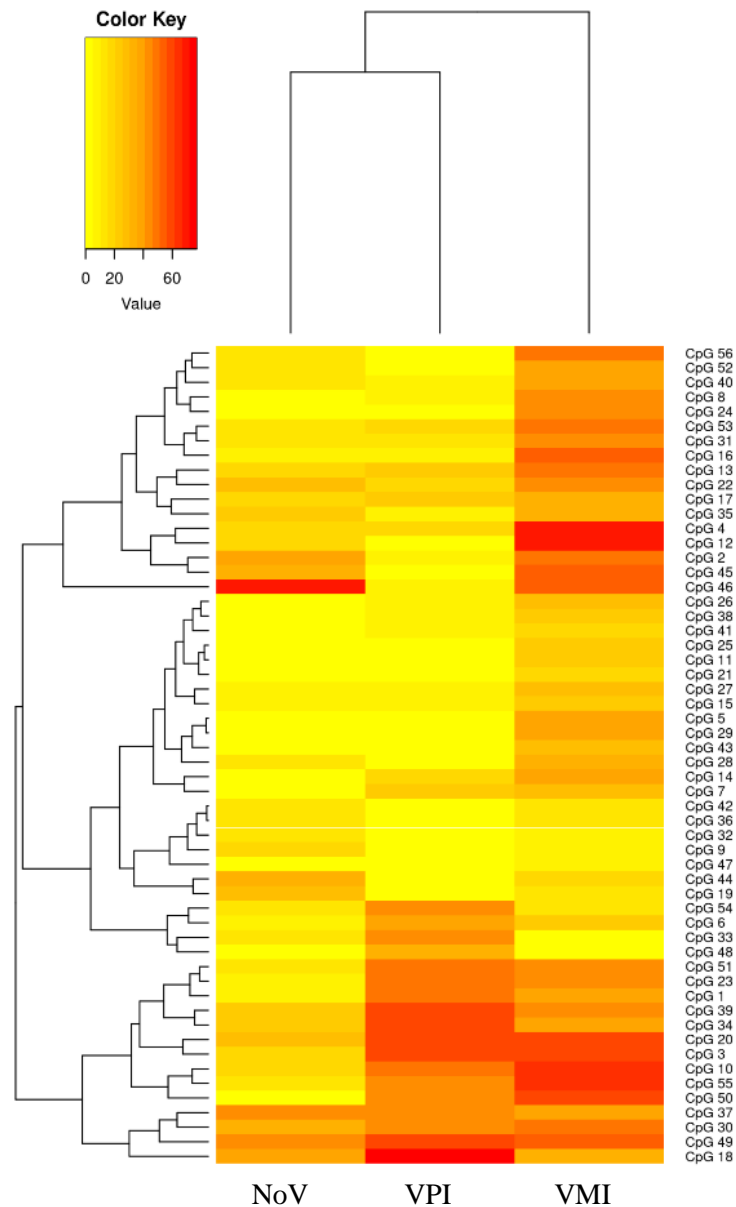 Color Key
0 20 60
Value
CpG 56
CpG 52
CpG 40
CpG 8
CpG 24
CpG 53
CpG 31
CpG 16
CpG 13
CpG 22
CpG 17
CpG 35
CpG 4
CpG 12
CpG 2
CpG 45
CpG 46
CpG 26
CpG 38
CpG 41
CpG 25
CpG 11
CpG 21
CpG 27
CpG 15
CpG 5
CpG 29
CpG 43
CpG 28
CpG 14
CpG 7
CpG 42
CpG 36
CpG 32
CpG 9
CpG 47
CpG 44
CpG 19
CpG 54
CpG 6
CpG 33
CpG 48
CpG 51
CpG 23
CpG 1
CpG 39
CpG 34
CpG 20
CpG 3
CpG 10
CpG 55
CpG 50
CpG 37
CpG 30
CpG 49
CpG 18
NoV VPI VMI